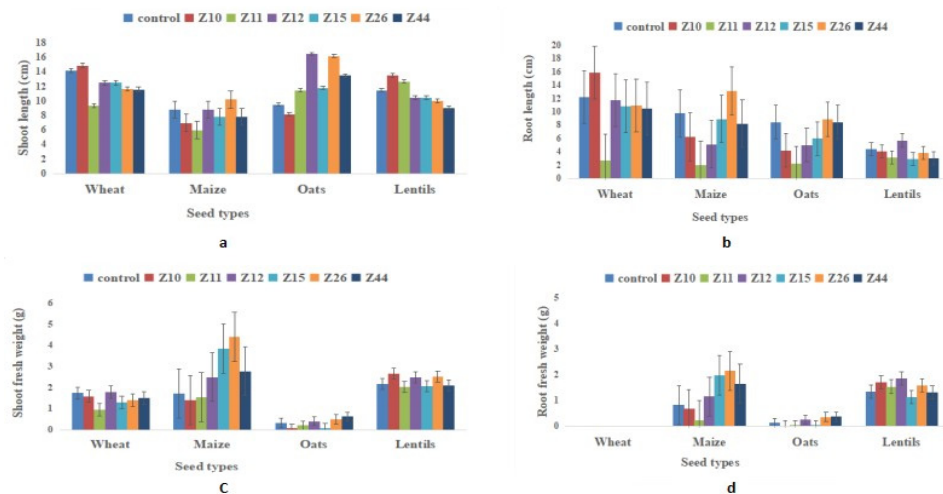 control Z10 Z11 Z12 Z15 Z26 Z44
Shoot length (cm)
18
16
14
12
10
8
6
4
2
0
Wheat Maize Oats Lentils
Seed types
a
control Z10 Z11 Z12 Z15 Z26 Z44
Root length (cm)
20
18
16
14
12
10
8
6
4
2
0
Wheat Maize Oats Lentils
Seed types
b
control Z10 Z11 Z12 Z15 Z26 Z44
Shoot fresh weight (g)
6
5
4
3
2
1
0
Wheat Maize Oats Lentils
Seed types
C
control Z10 Z11 Z12 Z15 Z26 Z44
Root fresh weight (g)
5
4
3
2
1
0
Wheat Maize Oats Lentils
Seed types
d